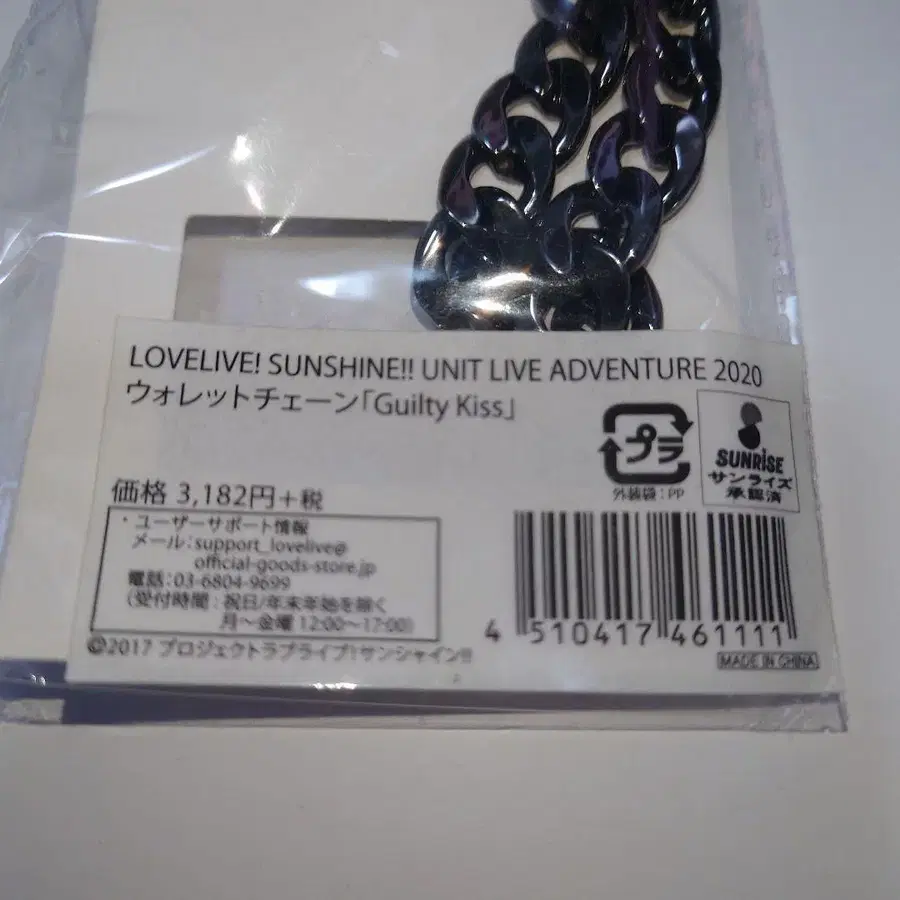 LOVELIVE! SUNSHINE!! UNIT LIVE ADVENTURE 2020
ウォレットチェーン「Guilty Kiss」
プラ
外装袋：PP
SUNRISE
サンライズ
承認済
価格 3,182円+税
・ユーザーサポート情報
メール：support_lovelive@
official-goods-store.jp
電話：03-6804-9699
（受付時間：祝日/年末年始を除く
月～金曜 12:00～17:00）
©2017 プロジェクトラブライブ！サンシャイン!!
4 510417 461111
MADE IN CHINA